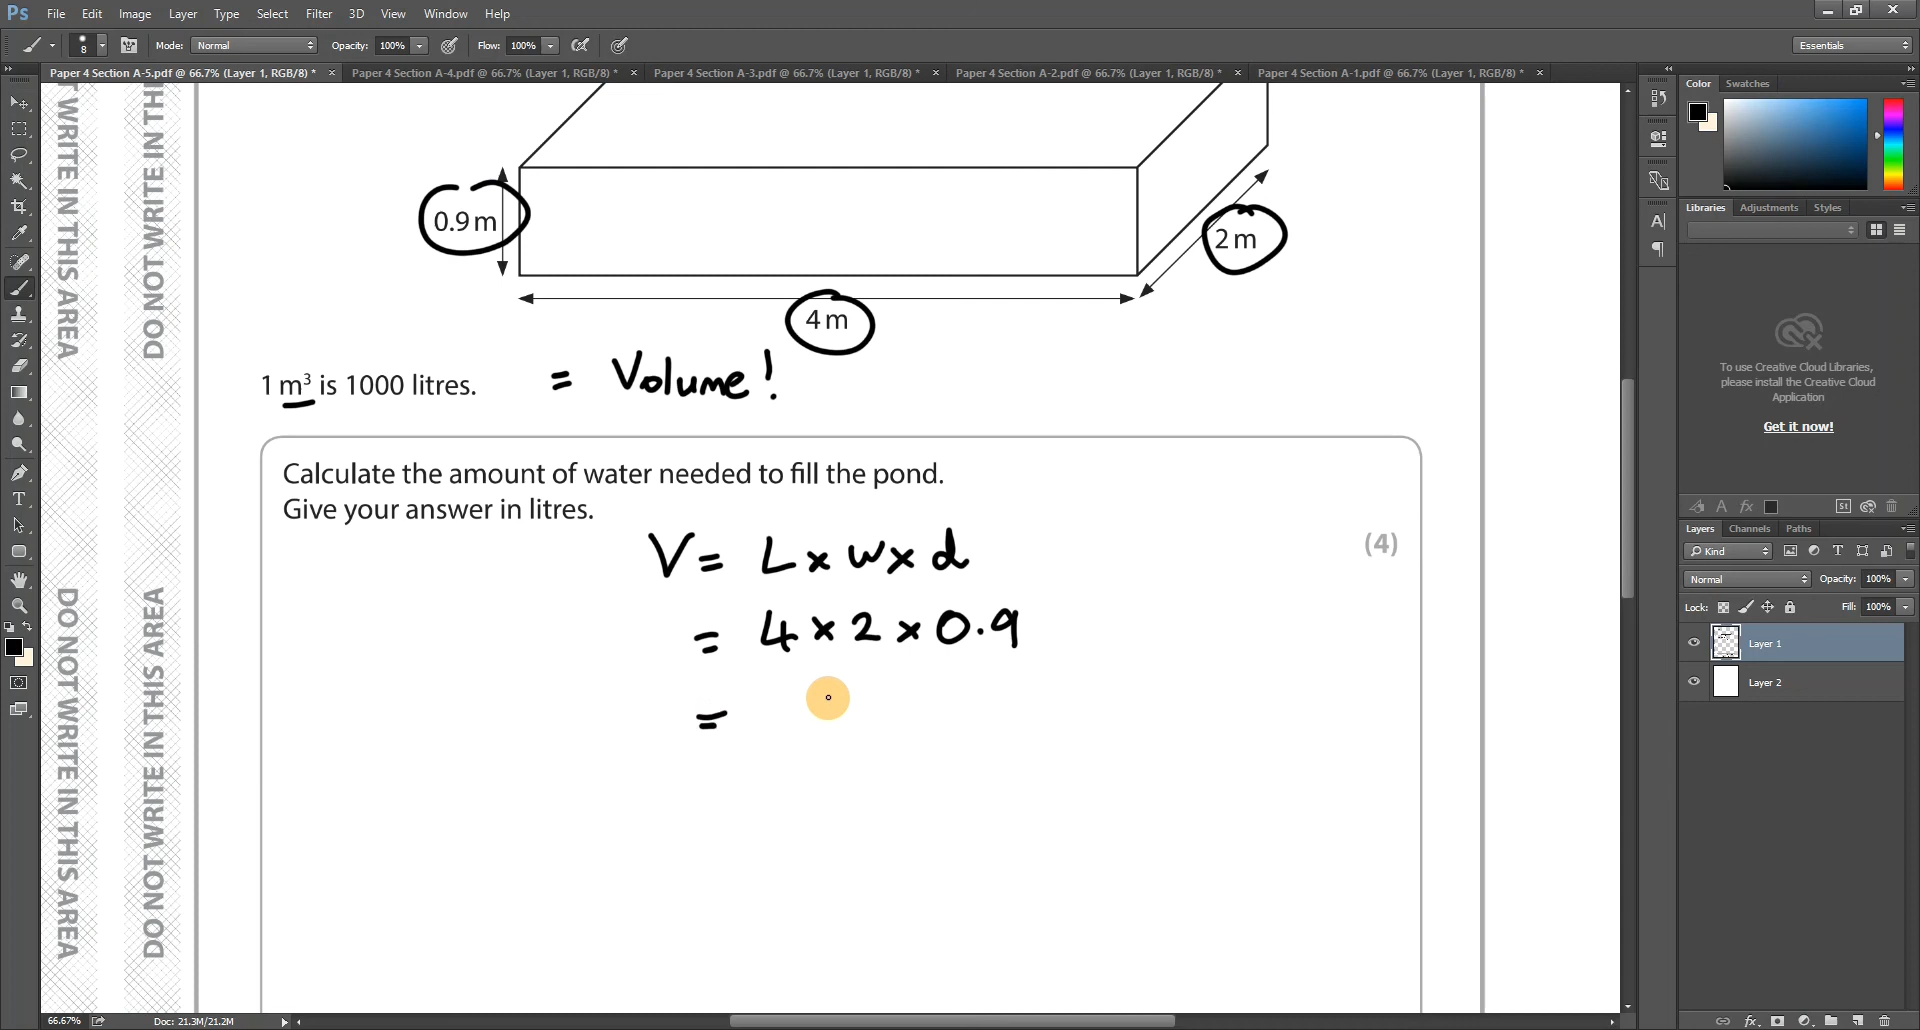 Ps File Edit Image Layer Type Select Filter 3D View Window Help
8 Mode: Normal Opacity: 100% Flow: 100% Essentials
Paper 4 Section A-5.pdf @ 66.7% (Layer 1, RGB/8) * × Paper 4 Section A-4.pdf @ 66.7% (Layer 1, RGB/8) * × Paper 4 Section A-3.pdf @ 66.7% (Layer 1, RGB/8) * × Paper 4 Section A-2.pdf @ 66.7% (Layer 1, RGB/8) * × Paper 4 Section A-1.pdf @ 66.7% (Layer 1, RGB/8) * ×
T WRITE IN THIS AREA
DO NOT WRITE IN THI
0.9 m
2 m
4 m
1 m³ is 1000 litres. = Volume!
Calculate the amount of water needed to fill the pond.
Give your answer in litres.
(4)
V = L x w x d
= 4 x 2 x 0.9
=
DO NOT WRITE IN THIS AREA
DO NOT WRITE IN THIS AREA
Color Swatches
Libraries Adjustments Styles
To use Creative Cloud Libraries,
please install the Creative Cloud
Application
Get it now!
St
Layers Channels Paths
Kind
Normal Opacity: 100%
Lock: Fill: 100%
Layer 1
Layer 2
fx
66.67% Doc: 21.3M/21.2M